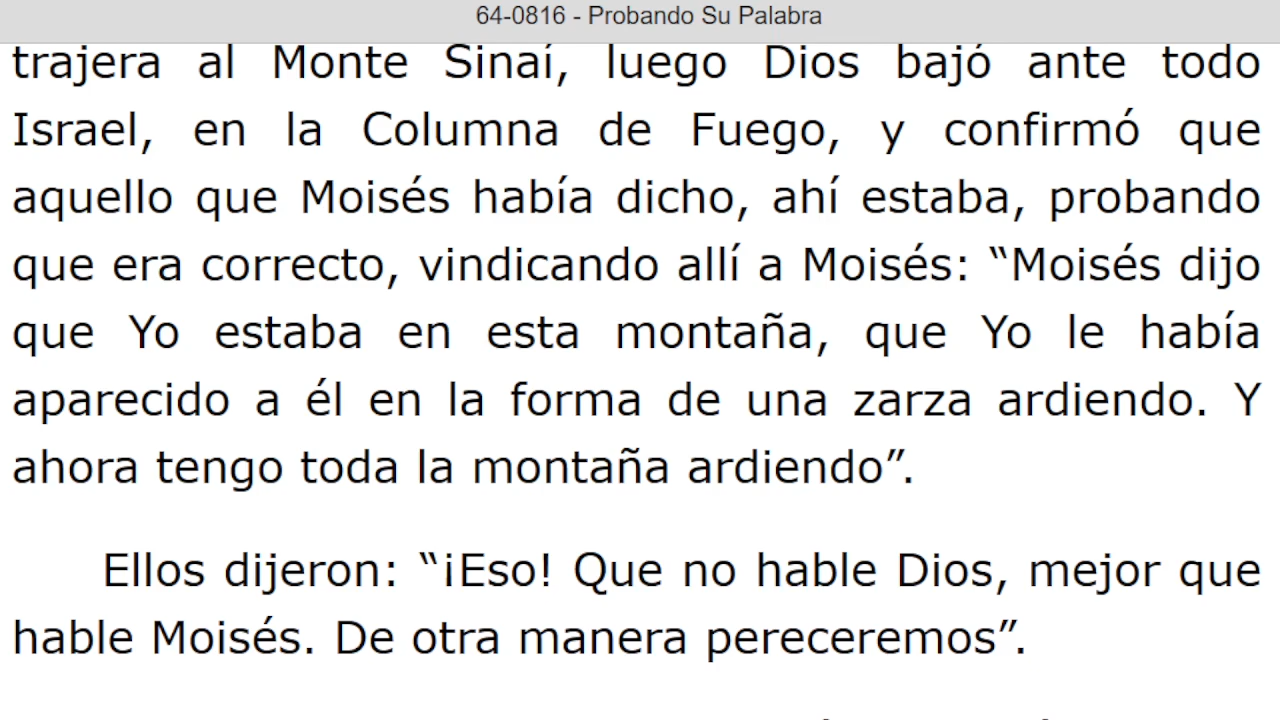 64-0816 - Probando Su Palabra
trajera al Monte Sinaí, luego Dios bajó ante todo
Israel, en la Columna de Fuego, y confirmó que
aquello que Moisés había dicho, ahí estaba, probando
que era correcto, vindicando allí a Moisés: “Moisés dijo
que Yo estaba en esta montaña, que Yo le había
aparecido a él en la forma de una zarza ardiendo. Y
ahora tengo toda la montaña ardiendo”.
Ellos dijeron: “¡Eso! Que no hable Dios, mejor que
hable Moisés. De otra manera pereceremos”.